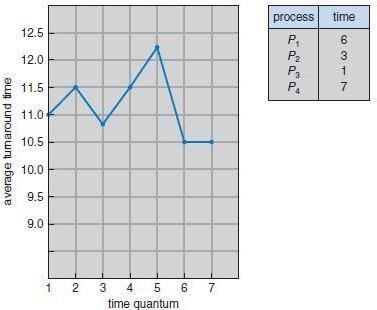 average turnaround time
12.5
12.0
11.5
11.0
10.5
10.0
9.5
9.0
1 2 3 4 5 6 7
time quantum
process time
P1 6
P2 3
P3 1
P4 7